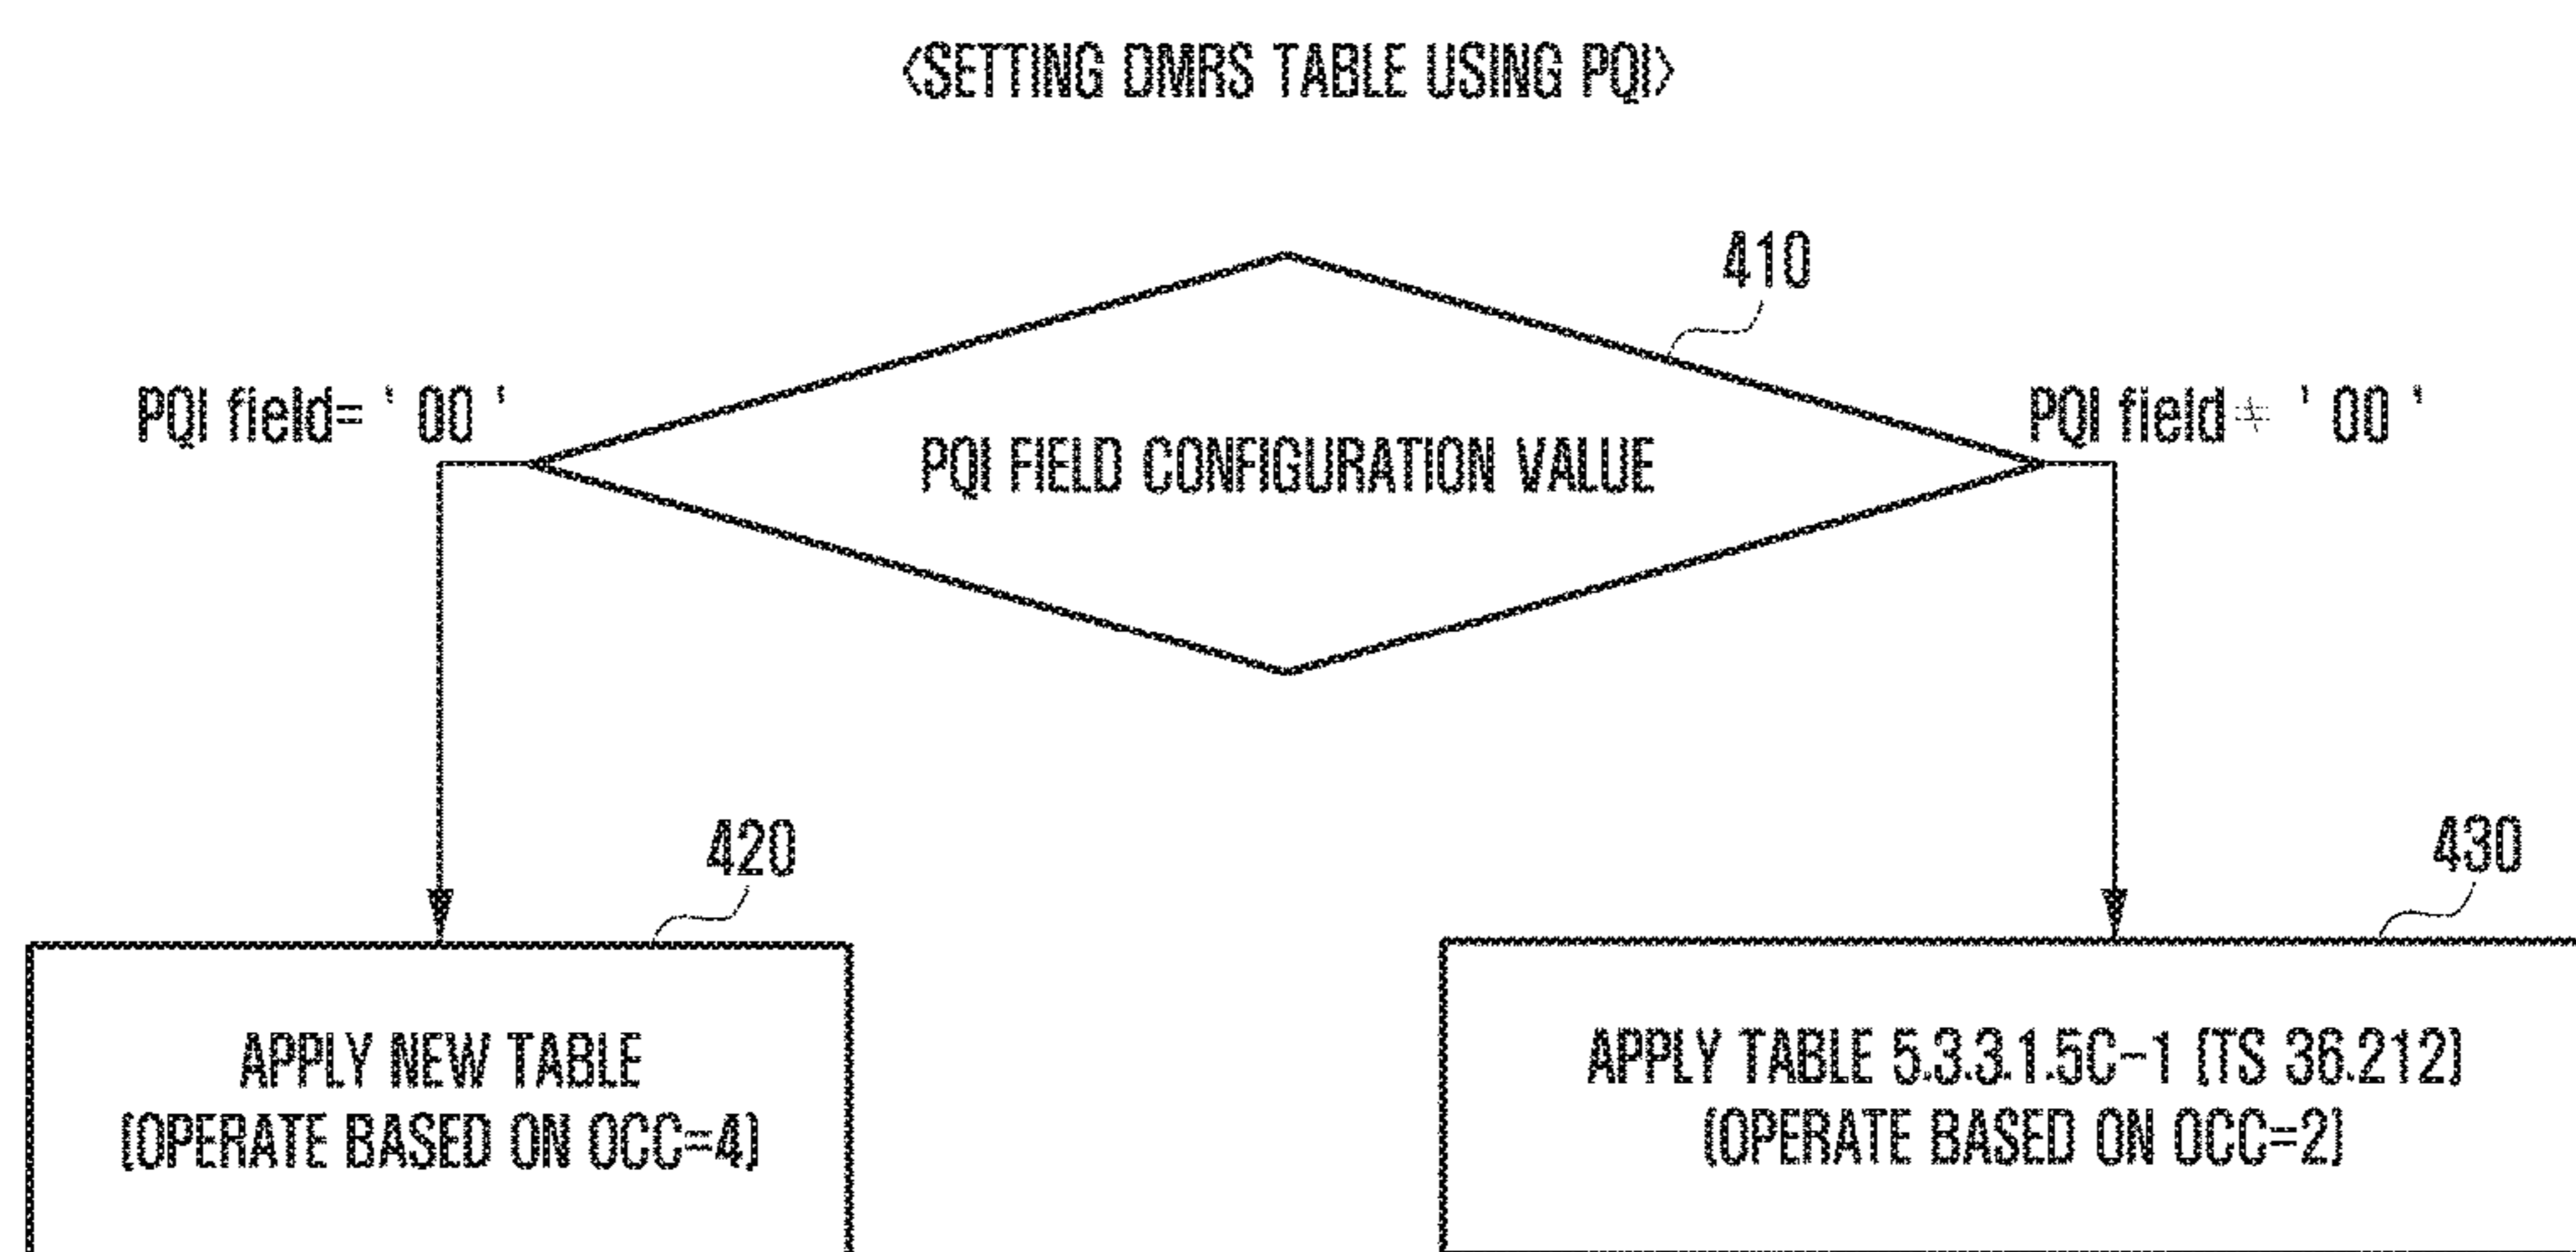 <SETTING DMRS TABLE USING PQI>
410
PQI field= ' 00 '
PQI field ≠ ' 00 '
PQI FIELD CONFIGURATION VALUE
420
430
APPLY NEW TABLE
(OPERATE BASED ON OCC=4)
APPLY TABLE 5.3.3.1.5C-1 (TS 36.212)
(OPERATE BASED ON OCC=2)